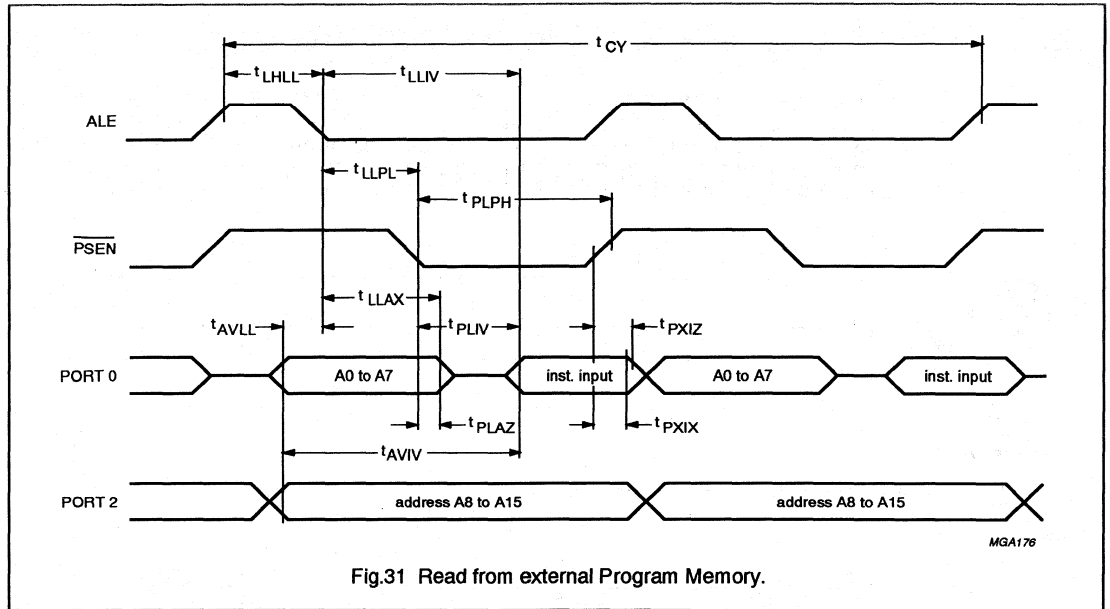 t CY
t LHLL
t LLIV
ALE
t LLPL
t PLPH
PSEN
t LLAX
t AVLL
t PLIV
t PXIZ
PORT 0
A0 to A7
inst. input
A0 to A7
inst. input
t PLAZ
t PXIX
t AVIV
PORT 2
address A8 to A15
address A8 to A15
MGA176
Fig.31 Read from external Program Memory.